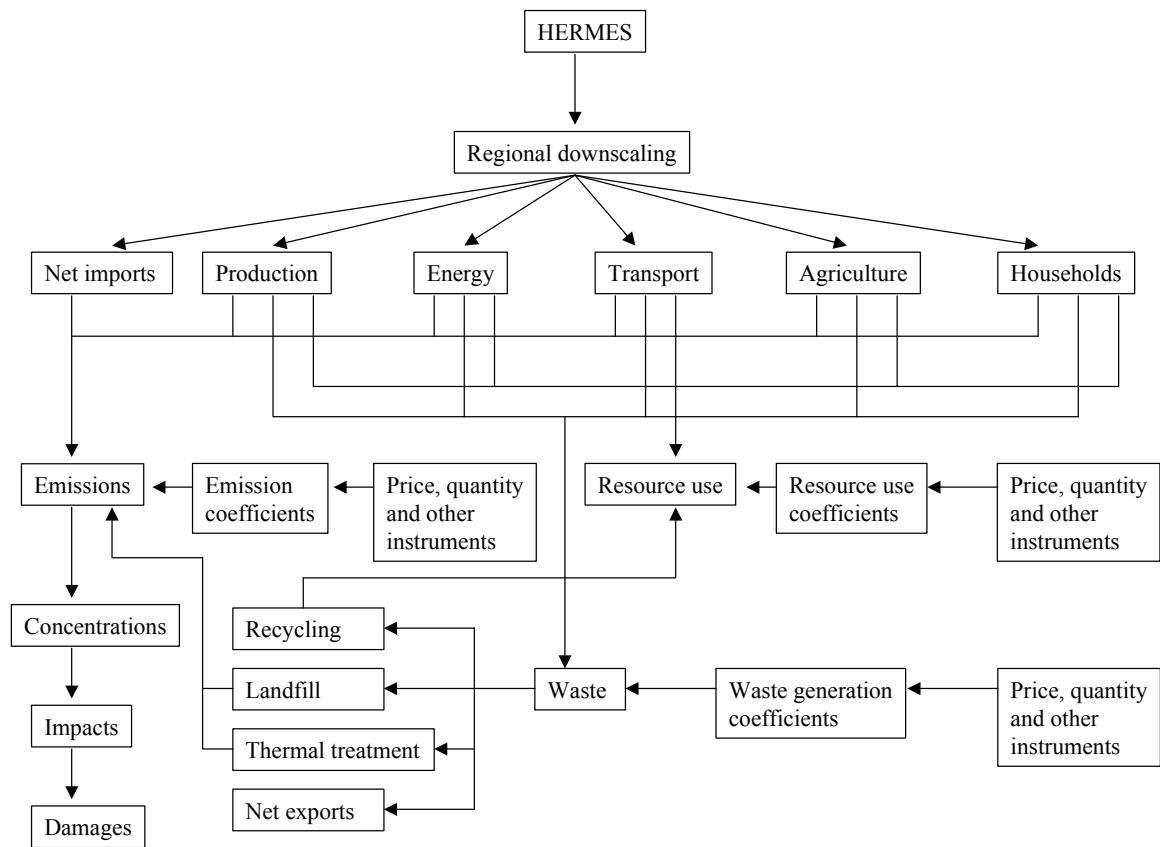 HERMES
Regional downscaling
Net imports
Production
Energy
Transport
Agriculture
Households
Emissions
Emission
coefficients
Price, quantity
and other
instruments
Resource use
Resource use
coefficients
Price, quantity
and other
instruments
Concentrations
Recycling
Landfill
Waste
Waste generation
coefficients
Price, quantity
and other
instruments
Impacts
Thermal treatment
Net exports
Damages